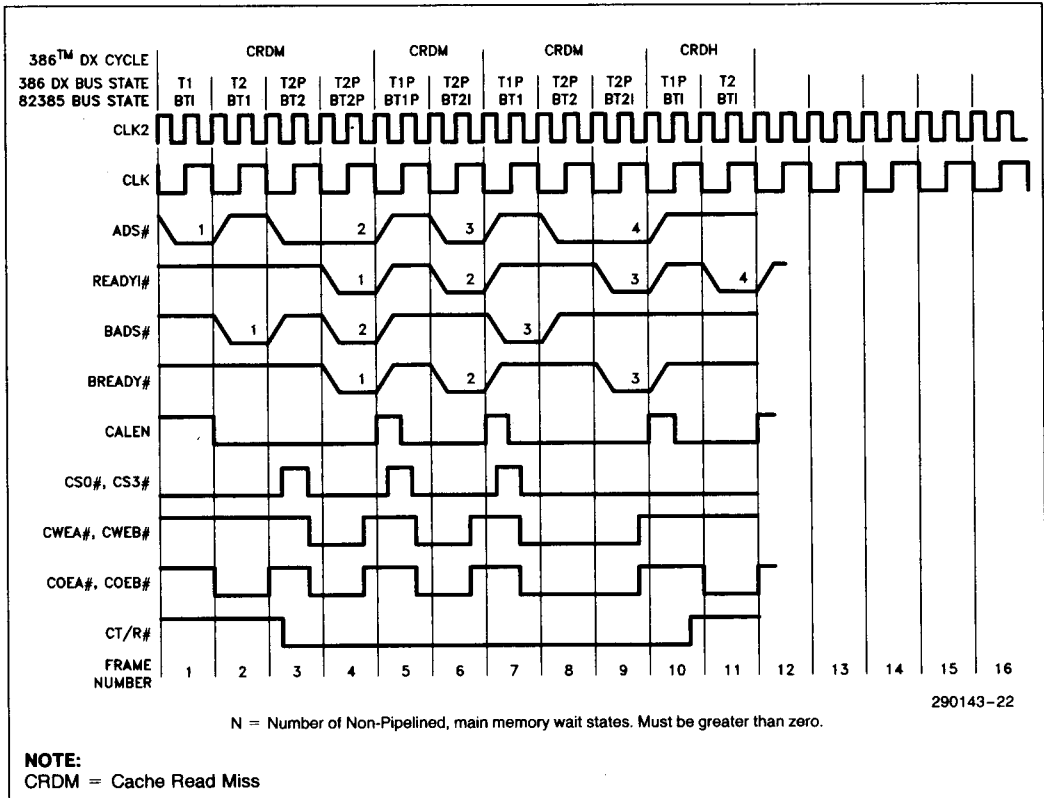 386™ DX CYCLE CRDM CRDM CRDM CRDH
386 DX BUS STATE T1 T2 T2P T2P T1P T2P T1P T2P T2P T1P T2
82385 BUS STATE BTI BT1 BT2 BT2P BT1P BT2I BT1 BT2 BT2I BTI BTI
CLK2
CLK
ADS# 1 2 3 4
READYI# 1 2 3 4
BADS# 1 2 3
BREADY# 1 2 3
CALEN
CS0#, CS3#
CWEA#, CWEB#
COEA#, COEB#
CT/R#
FRAME
NUMBER 1 2 3 4 5 6 7 8 9 10 11 12 13 14 15 16
290143-22
N = Number of Non-Pipelined, main memory wait states. Must be greater than zero.
NOTE:
CRDM = Cache Read Miss